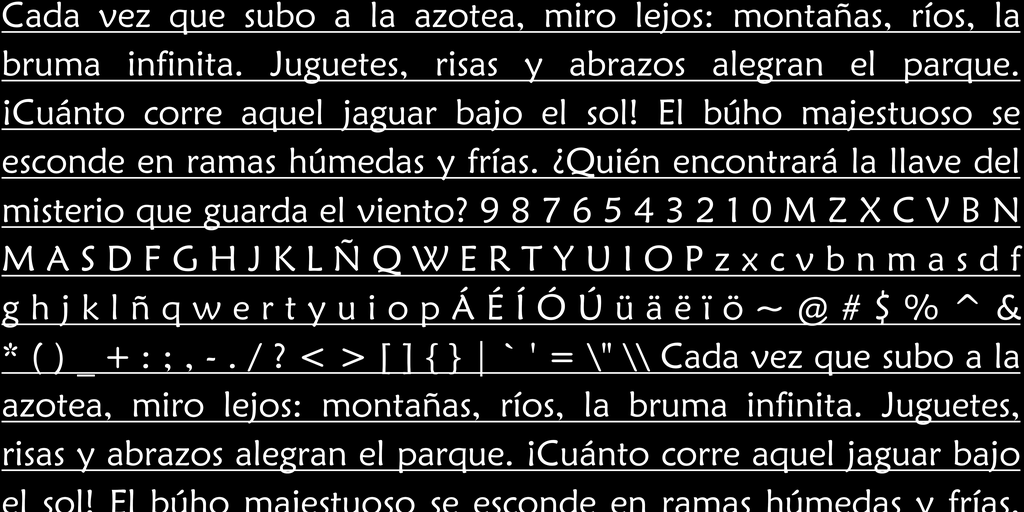 Cada vez que subo a la azotea, miro lejos: montañas, ríos, la
bruma infinita. Juguetes, risas y abrazos alegran el parque.
¡Cuánto corre aquel jaguar bajo el sol! El búho majestuoso se
esconde en ramas húmedas y frías. ¿Quién encontrará la llave del
misterio que guarda el viento? 9 8 7 6 5 4 3 2 1 0 M Z X C V B N
M A S D F G H J K L Ñ Q W E R T Y U I O P z x c v b n m a s d f
g h j k l ñ q w e r t y u i o p Á É Í Ó Ú ü ä ë ï ö ~ @ # $ % ^ &
* ( ) _ + : ; , - . / ? < > [ ] { } | ` ' = \" \\ Cada vez que subo a la
azotea, miro lejos: montañas, ríos, la bruma infinita. Juguetes,
risas y abrazos alegran el parque. ¡Cuánto corre aquel jaguar bajo
el sol! El búho majestuoso se esconde en ramas húmedas y frías.